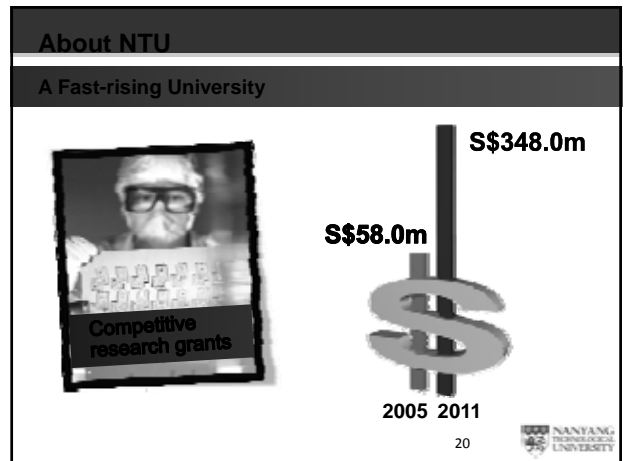 About NTU
A Fast-rising University
S$348.0m
S$58.0m
Competitive
research grants
2005 2011
20
NANYANG
TECHNOLOGICAL
UNIVERSITY